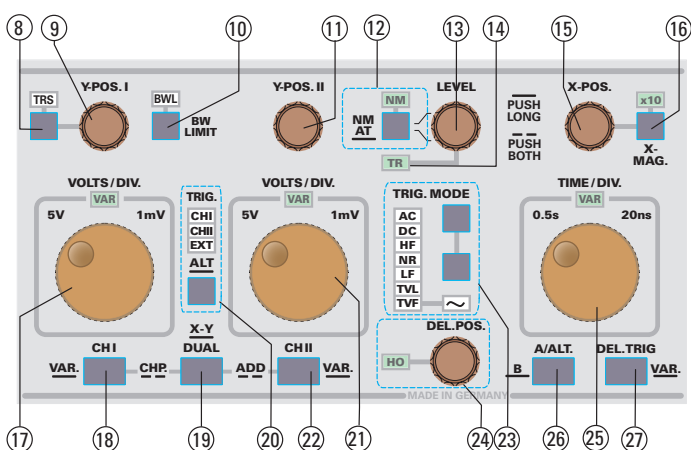 8 9 10 11 12 13 14 15 16
Y-POS. I Y-POS. II LEVEL X-POS.
TRS BWL NM x10
BW LIMIT
NM
AT
PUSH LONG
PUSH BOTH
X-MAG.
TR
VOLTS / DIV. TRIG. VOLTS / DIV. TRIG. MODE TIME / DIV.
VAR VAR VAR
5V 1mV 5V 1mV 0.5s 20ns
CHI
CHII
EXT
ALT
AC
DC
HF
NR
LF
TVL
TVF ~
X-Y
CH I DUAL CH II
VAR. CHP. ADD VAR.
DEL.POS.
HO
A/ALT. DEL.TRIG
B VAR.
MADE IN GERMANY
17 18 19 20 22 21 24 23 26 25 27